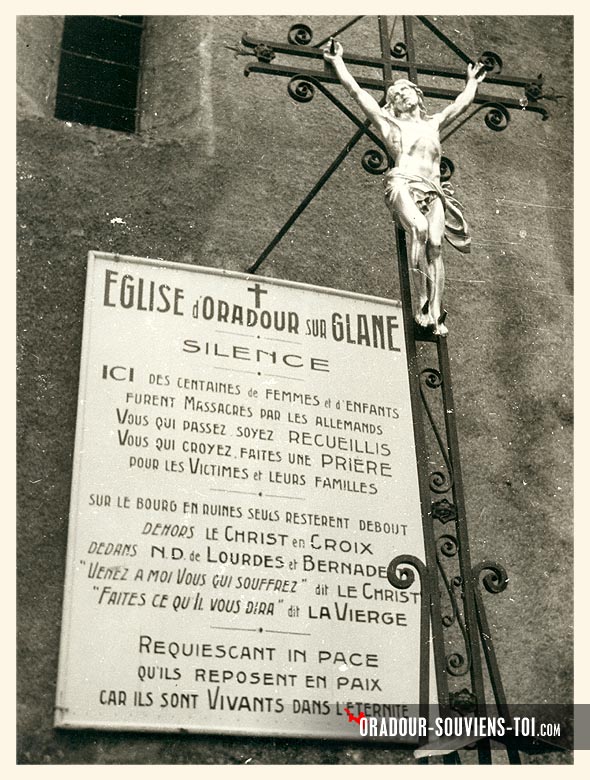 EGLISE d'ORADOUR SUR GLANE
SILENCE
ICI DES CENTAINES de FEMMES et d'ENFANTS
FURENT MASSACRÉS PAR LES ALLEMANDS
VOUS QUI PASSEZ, SOYEZ RECUEILLIS
VOUS QUI CROYEZ, FAITES UNE PRIÈRE
POUR LES VICTIMES et LEURS FAMILLES
SUR LE BOURG EN RUINES SEULS RESTERENT DEBOUT
DEHORS LE CHRIST en CROIX
DEDANS N.D. de LOURDES et BERNADE
"VENEZ A MOI VOUS QUI SOUFFREZ" dit LE CHRIST
"FAITES CE QU'IL VOUS DIRA" dit LA VIERGE
REQUIESCANT IN PACE
QU'ILS REPOSENT EN PAIX
CAR ILS SONT VIVANTS DANS L'ÉTERNITE
ORADOUR-SOUVIENS-TOI.COM